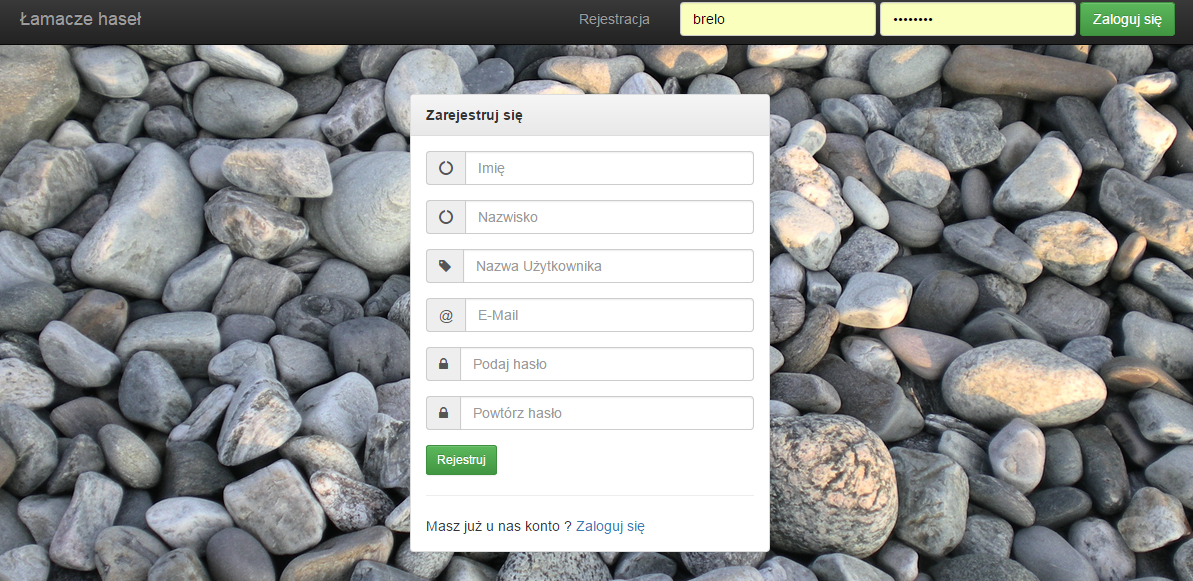 Łamacze haseł Rejestracja brelo •••••••• Zaloguj się
Zarejestruj się
Imię
Nazwisko
Nazwa Użytkownika
@ E-Mail
Podaj hasło
Powtórz hasło
Rejestruj
Masz już u nas konto ? Zaloguj się